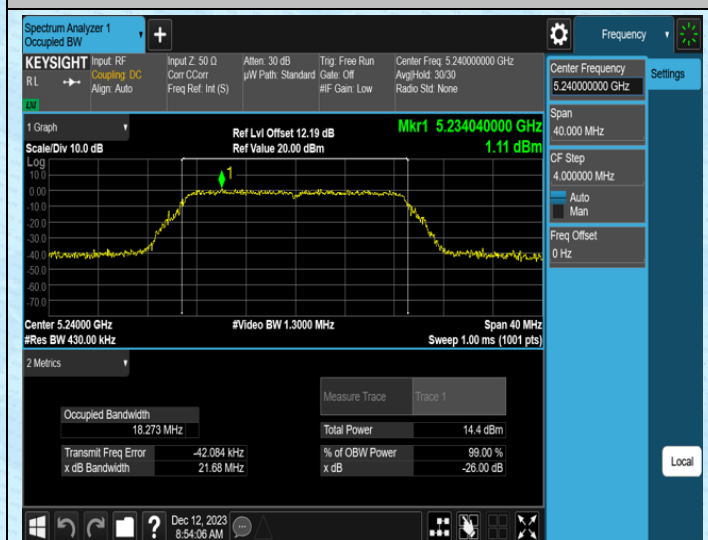 Spectrum Analyzer 1
Occupied BW
Frequency
KEYSIGHT
RL
LXI
Input: RF
Coupling: DC
Align: Auto
Input Z: 50 Ω
Corr CCorr
Freq Ref: Int (S)
Atten: 30 dB
µW Path: Standard
Trig: Free Run
Gate: Off
#IF Gain: Low
Center Freq: 5.240000000 GHz
Avg|Hold: 30/30
Radio Std: None
1 Graph
Scale/Div 10.0 dB
Ref Lvl Offset 12.19 dB
Ref Value 20.00 dBm
Mkr1 5.234040000 GHz
1.11 dBm
Log
10.0
0.00
-10.0
-20.0
-30.0
-40.0
-50.0
-60.0
-70.0
1
Center 5.24000 GHz
#Res BW 430.00 kHz
#Video BW 1.3000 MHz
Span 40 MHz
Sweep 1.00 ms (1001 pts)
2 Metrics
Measure Trace
Trace 1
Occupied Bandwidth
18.273 MHz
Total Power
14.4 dBm
Transmit Freq Error
-42.084 kHz
% of OBW Power
99.00 %
x dB Bandwidth
21.68 MHz
x dB
-26.00 dB
Center Frequency
5.240000000 GHz
Settings
Span
40.000 MHz
CF Step
4.000000 MHz
Auto
Man
Freq Offset
0 Hz
Local
?
Dec 12, 2023
8:54:06 AM